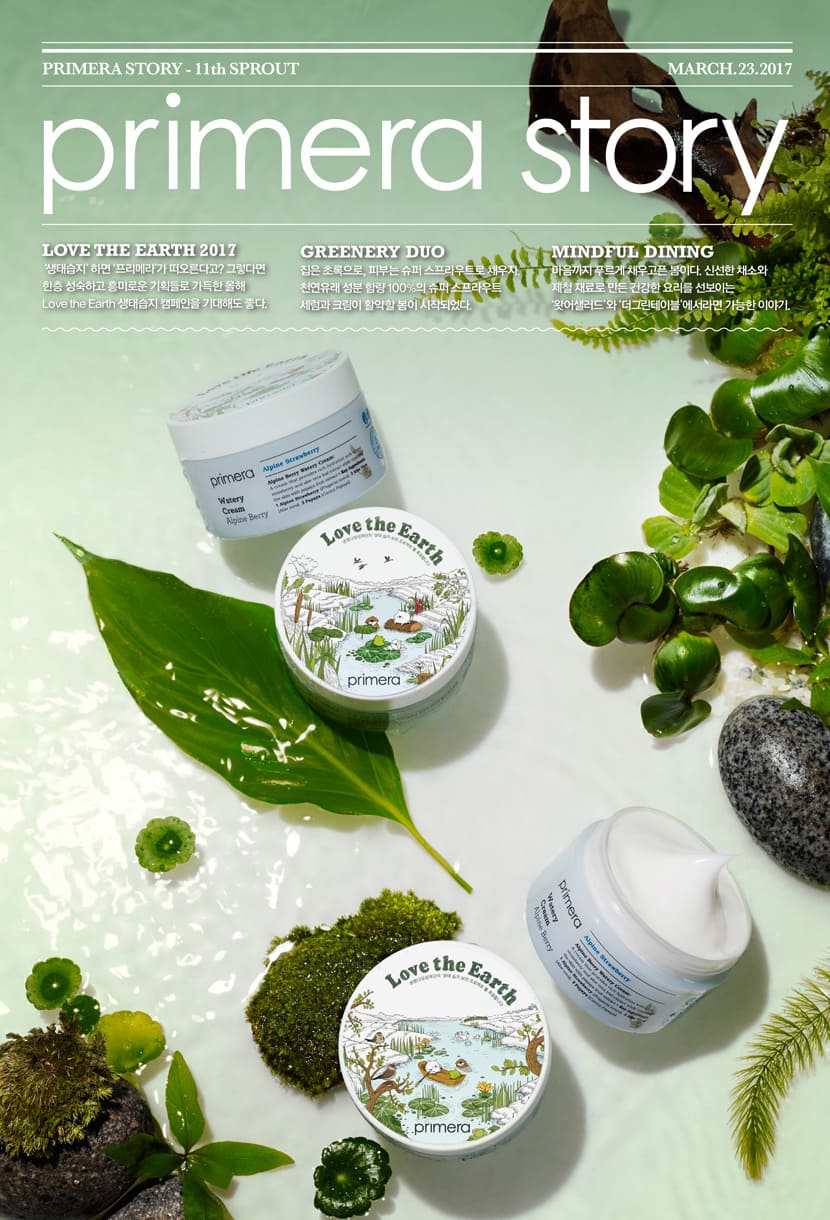 PRIMERA STORY - 11th SPROUT
MARCH.23.2017
primera story
LOVE THE EARTH 2017
'생태습지' 하면 '프리메라'가 떠오른다고? 그렇다면
한층 성숙하고 흥미로운 기획들로 가득한 올해
Love the Earth 생태습지 캠페인을 기대해도 좋다.
GREENERY DUO
집은 초록으로, 피부는 슈퍼 스프라우트로 채우자.
천연유래 성분 함량 100%의 슈퍼 스프라우트
세럼과 크림이 활약할 봄이 시작되었다.
MINDFUL DINING
마음까지 푸르게 채우고픈 봄이다. 신선한 채소와
제철 재료로 만든 건강한 요리를 선보이는
'왓어샐러드'와 '더그린테이블'에서라면 가능한 이야기.
primera
Alpine Strawberry
Alpine Berry Watery Cream:
Watery
Cream
Alpine Berry
Love the Earth
primera
primera
Watery
Cream
Alpine Berry
Alpine Strawberry
Alpine Berry Watery Cream
Love the Earth
primera